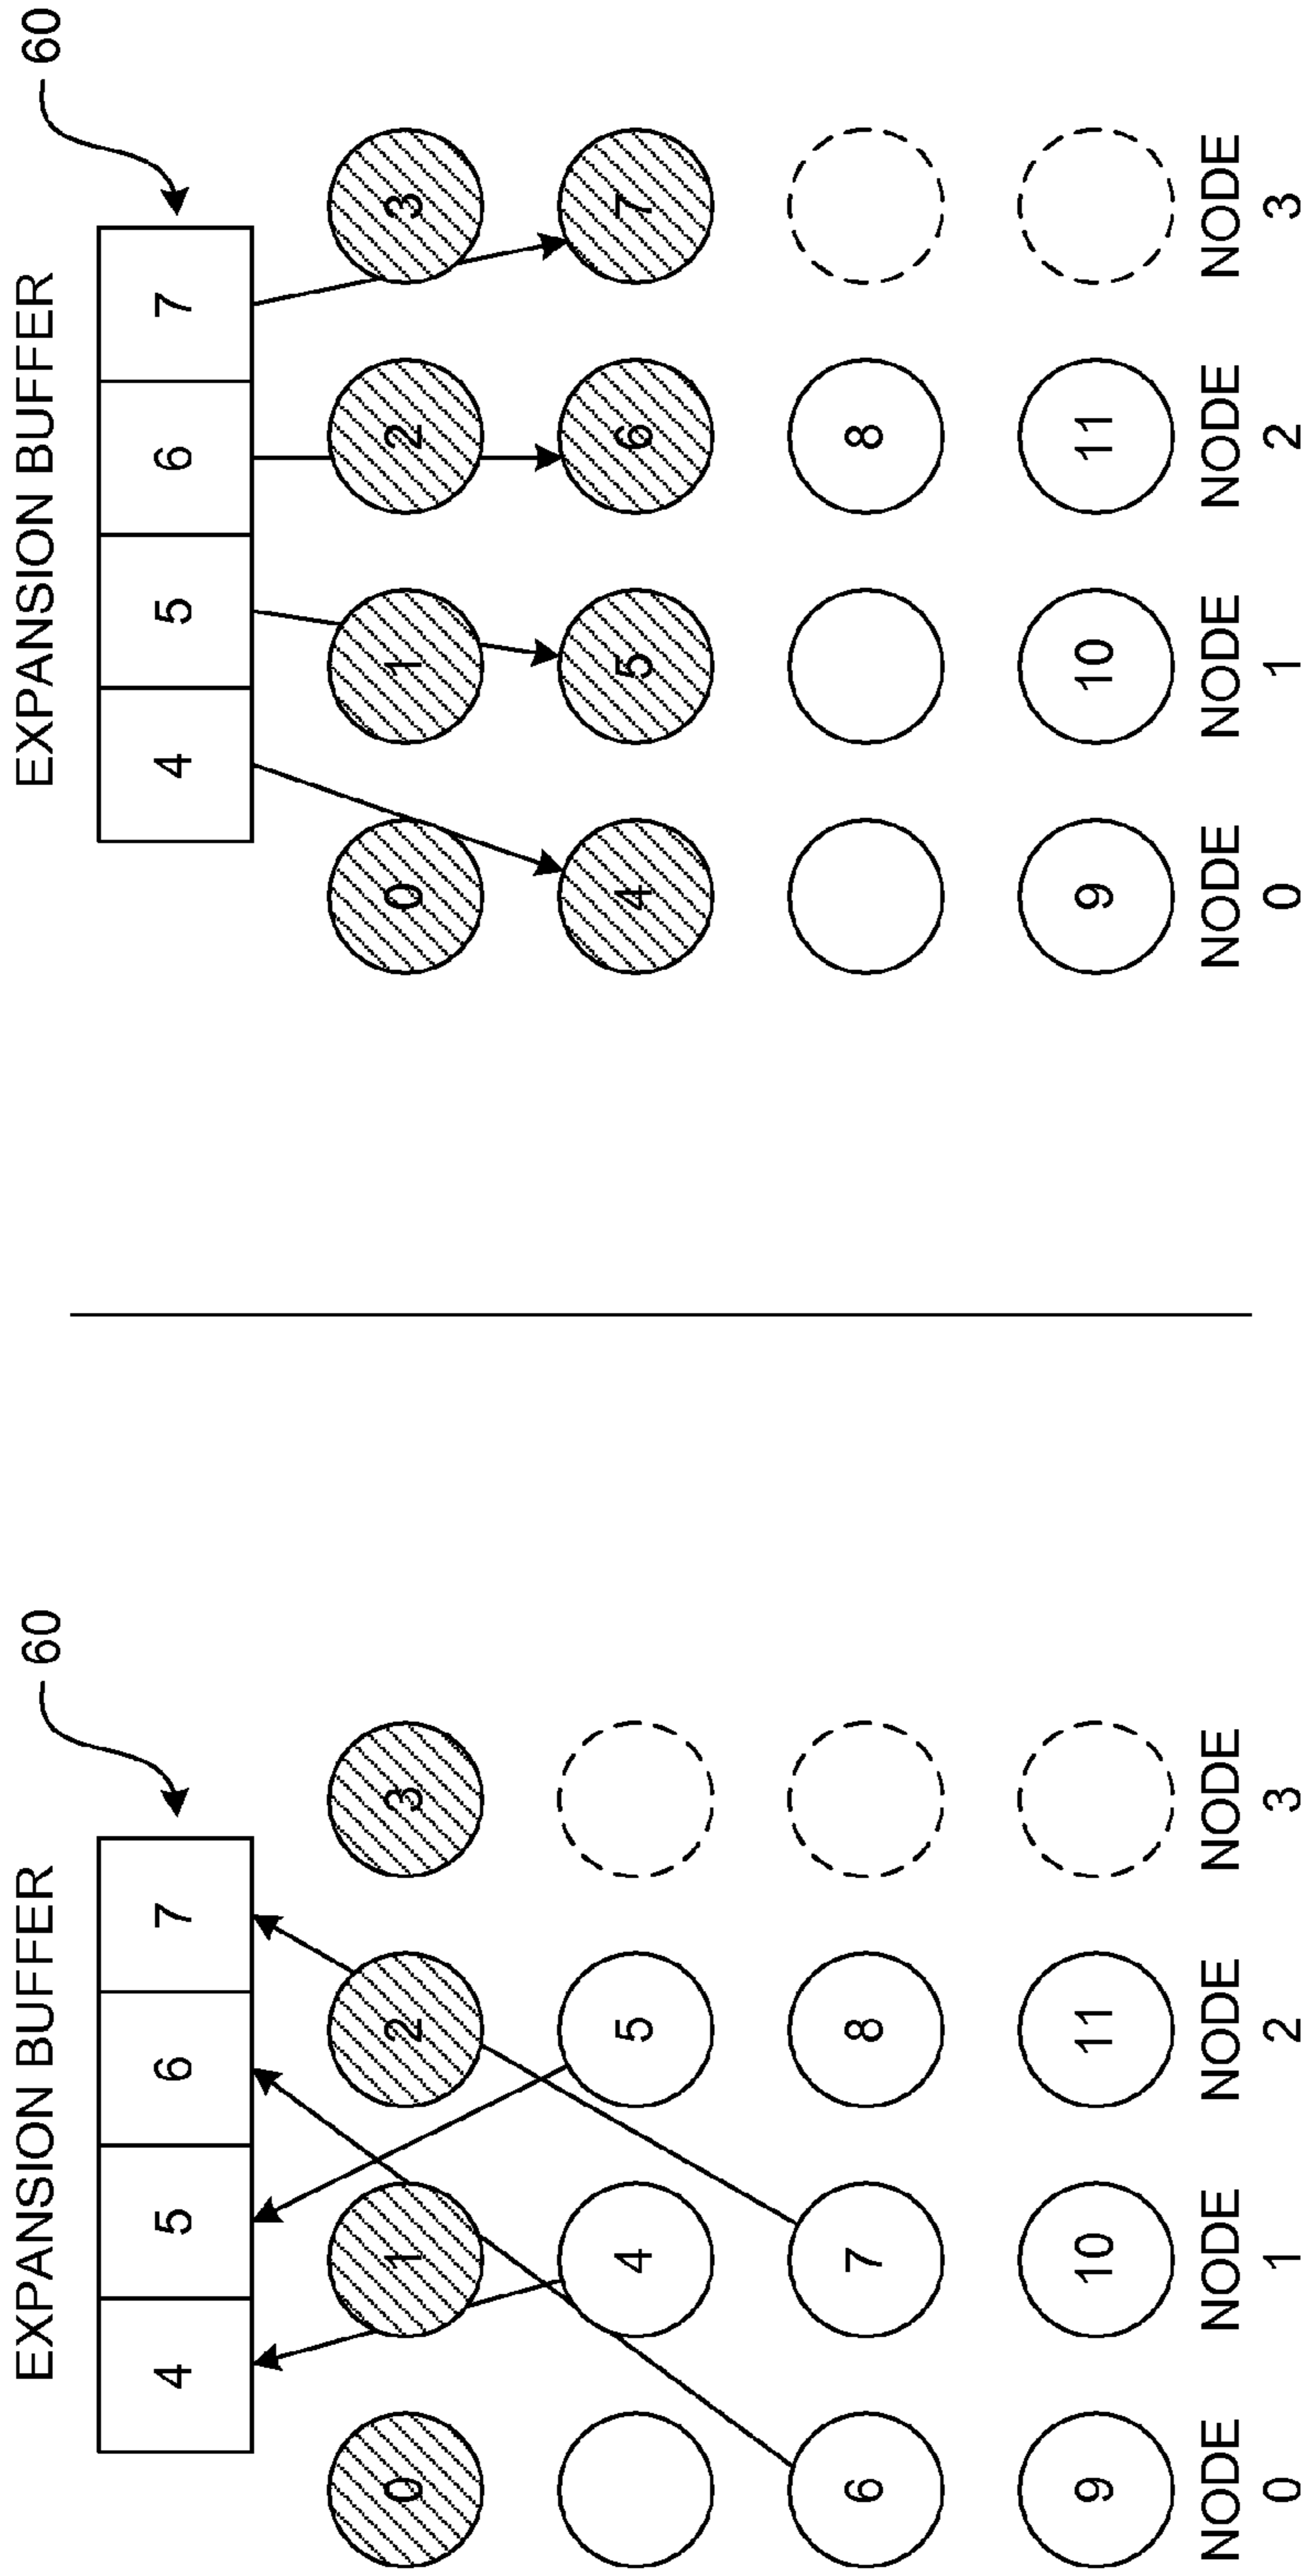 EXPANSION BUFFER
60
4 5 6 7
0 1 2 3
4 5
6 7 8
9 10 11
NODE NODE NODE NODE
0 1 2 3
EXPANSION BUFFER
60
4 5 6 7
0 1 2 3
4 5 6 7
8
9 10 11
NODE NODE NODE NODE
0 1 2 3